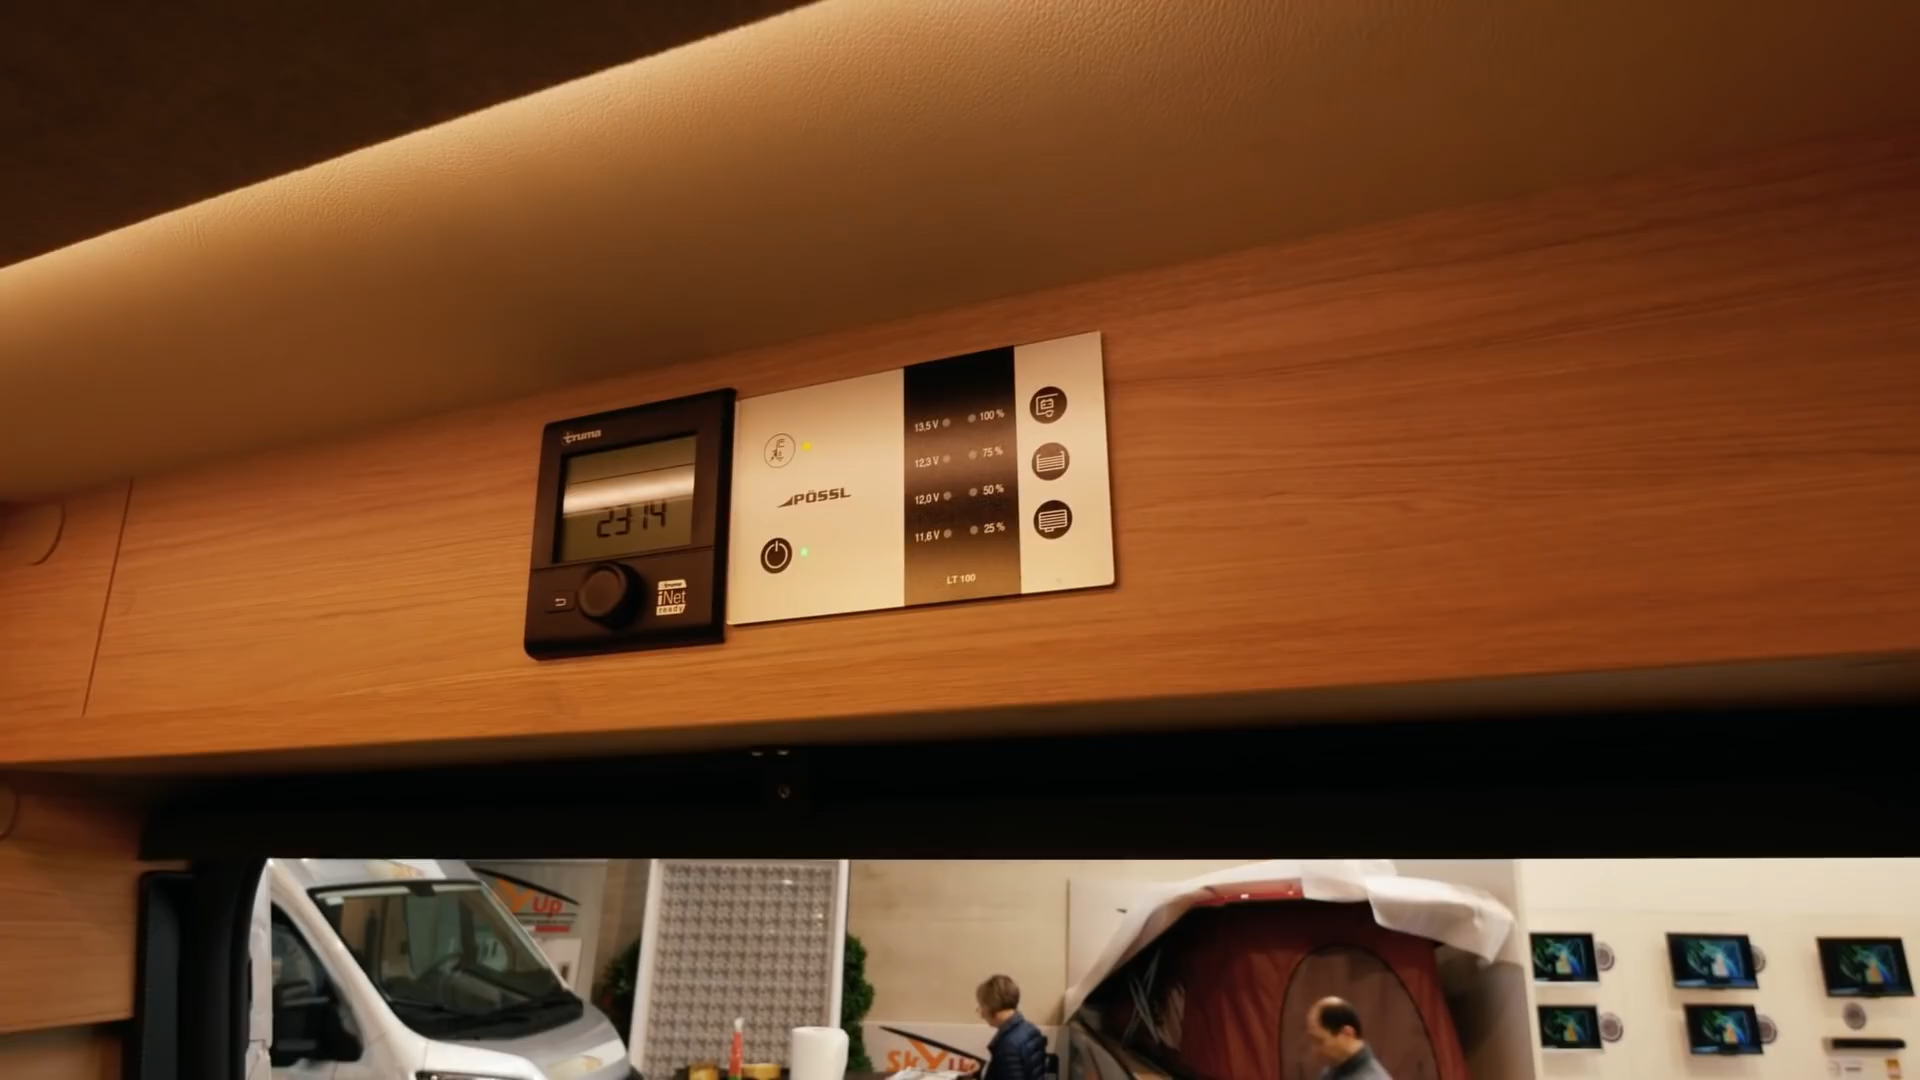 truma
23 14
iNet
ready
PÖSSL
13,5 V
100 %
12,3 V
75 %
12,0 V
50 %
11,6 V
25 %
LT 100
Up
SkyUp